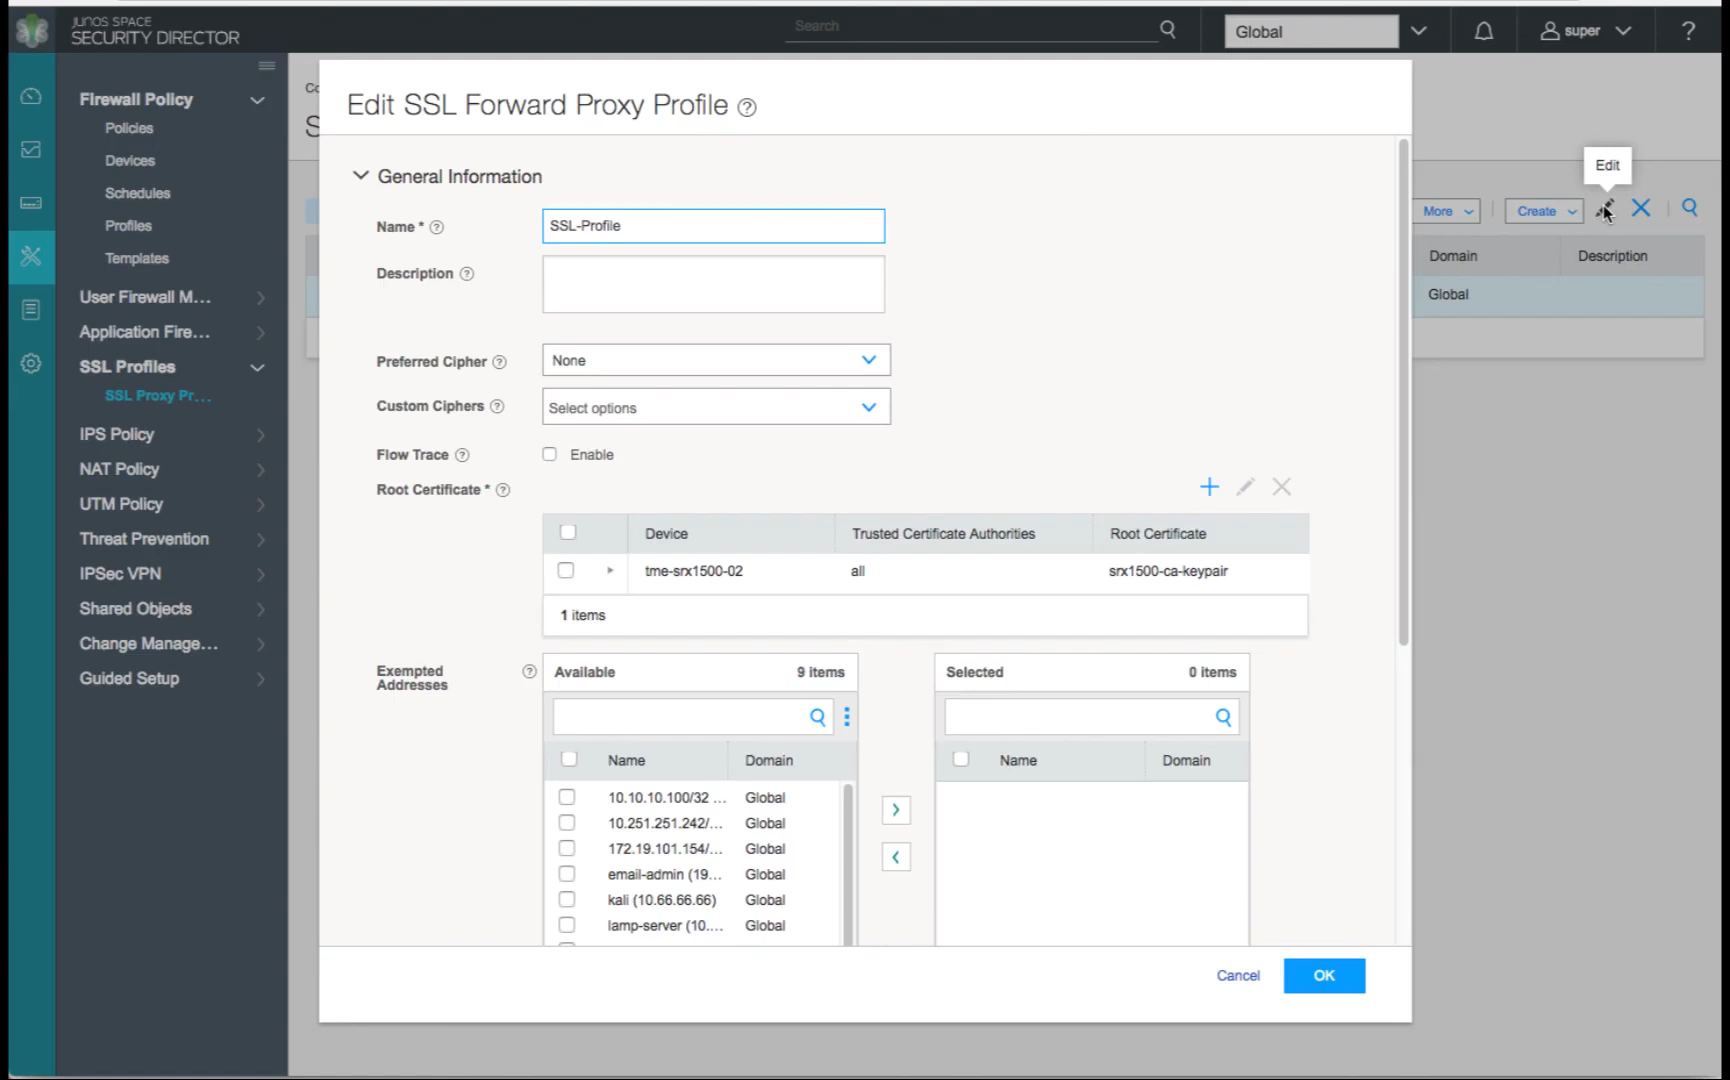 JUNOS SPACE
SECURITY DIRECTOR
Search
Global
super
?
Firewall Policy
Policies
Devices
Schedules
Profiles
Templates
User Firewall M...
Application Fire...
SSL Profiles
SSL Proxy Pr...
IPS Policy
NAT Policy
UTM Policy
Threat Prevention
IPSec VPN
Shared Objects
Change Manage...
Guided Setup
Co
S
Edit
More
Create
Domain Description
Global
Edit SSL Forward Proxy Profile ?
General Information
Name * ? SSL-Profile
Description ?
Preferred Cipher ? None
Custom Ciphers ? Select options
Flow Trace ? Enable
Root Certificate * ?
Device Trusted Certificate Authorities Root Certificate
tme-srx1500-02 all srx1500-ca-keypair
1 items
Exempted
Addresses ?
Available 9 items
Name Domain
10.10.10.100/32 ... Global
10.251.251.242/... Global
172.19.101.154/... Global
email-admin (19... Global
kali (10.66.66.66) Global
lamp-server (10.... Global
Selected 0 items
Name Domain
Cancel OK